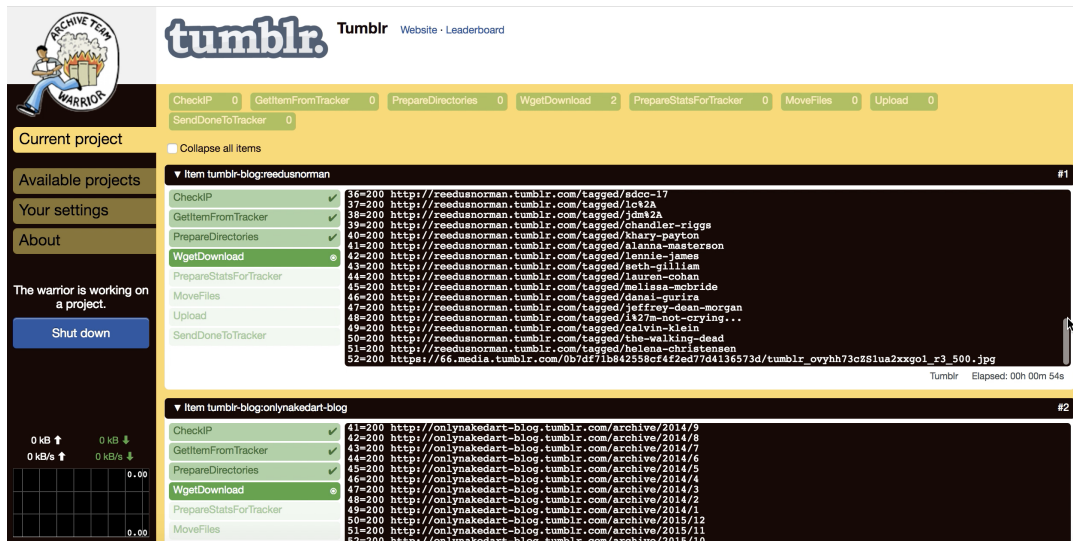 ARCHIVE TEAM
WARRIOR
tumblr.
Tumblr Website · Leaderboard
CheckIP 0 GetItemFromTracker 0 PrepareDirectories 0 WgetDownload 2 PrepareStatsForTracker 0 MoveFiles 0 Upload 0
SendDoneToTracker 0
Current project
Available projects
Your settings
About
The warrior is working on
a project.
Shut down
0 kB ⬆ 0 kB ⬇
0 kB/s ⬆ 0 kB/s ⬇
0.00
0.00
Collapse all items
▼ Item tumblr-blog:reedusnorman #1
CheckIP ✔
GetItemFromTracker ✔
PrepareDirectories ✔
WgetDownload
PrepareStatsForTracker
MoveFiles
Upload
SendDoneToTracker
36=200 http://reedusnorman.tumblr.com/tagged/sdcc-17
37=200 http://reedusnorman.tumblr.com/tagged/lc%2A
38=200 http://reedusnorman.tumblr.com/tagged/jdm%2A
39=200 http://reedusnorman.tumblr.com/tagged/chandler-riggs
40=200 http://reedusnorman.tumblr.com/tagged/khary-payton
41=200 http://reedusnorman.tumblr.com/tagged/alanna-masterson
42=200 http://reedusnorman.tumblr.com/tagged/lennie-james
43=200 http://reedusnorman.tumblr.com/tagged/seth-gilliam
44=200 http://reedusnorman.tumblr.com/tagged/lauren-cohan
45=200 http://reedusnorman.tumblr.com/tagged/melissa-mcbride
46=200 http://reedusnorman.tumblr.com/tagged/danai-gurira
47=200 http://reedusnorman.tumblr.com/tagged/jeffrey-dean-morgan
48=200 http://reedusnorman.tumblr.com/tagged/i%27m-not-crying...
49=200 http://reedusnorman.tumblr.com/tagged/calvin-klein
50=200 http://reedusnorman.tumblr.com/tagged/the-walking-dead
51=200 http://reedusnorman.tumblr.com/tagged/helena-christensen
52=200 https://66.media.tumblr.com/0b7df71b842558cf4f2ed77d4136573d/tumblr_ovyhh73cZS1ua2xxgo1_r3_500.jpg
Tumblr Elapsed: 00h 00m 54s
▼ Item tumblr-blog:onlynakedart-blog #2
CheckIP ✔
GetItemFromTracker ✔
PrepareDirectories ✔
WgetDownload
PrepareStatsForTracker
MoveFiles
41=200 http://onlynakedart-blog.tumblr.com/archive/2014/9
42=200 http://onlynakedart-blog.tumblr.com/archive/2014/8
43=200 http://onlynakedart-blog.tumblr.com/archive/2014/7
44=200 http://onlynakedart-blog.tumblr.com/archive/2014/6
45=200 http://onlynakedart-blog.tumblr.com/archive/2014/5
46=200 http://onlynakedart-blog.tumblr.com/archive/2014/4
47=200 http://onlynakedart-blog.tumblr.com/archive/2014/3
48=200 http://onlynakedart-blog.tumblr.com/archive/2014/2
49=200 http://onlynakedart-blog.tumblr.com/archive/2014/1
50=200 http://onlynakedart-blog.tumblr.com/archive/2015/12
51=200 http://onlynakedart-blog.tumblr.com/archive/2015/11
52=200 http://onlynakedart-blog.tumblr.com/archive/2015/10